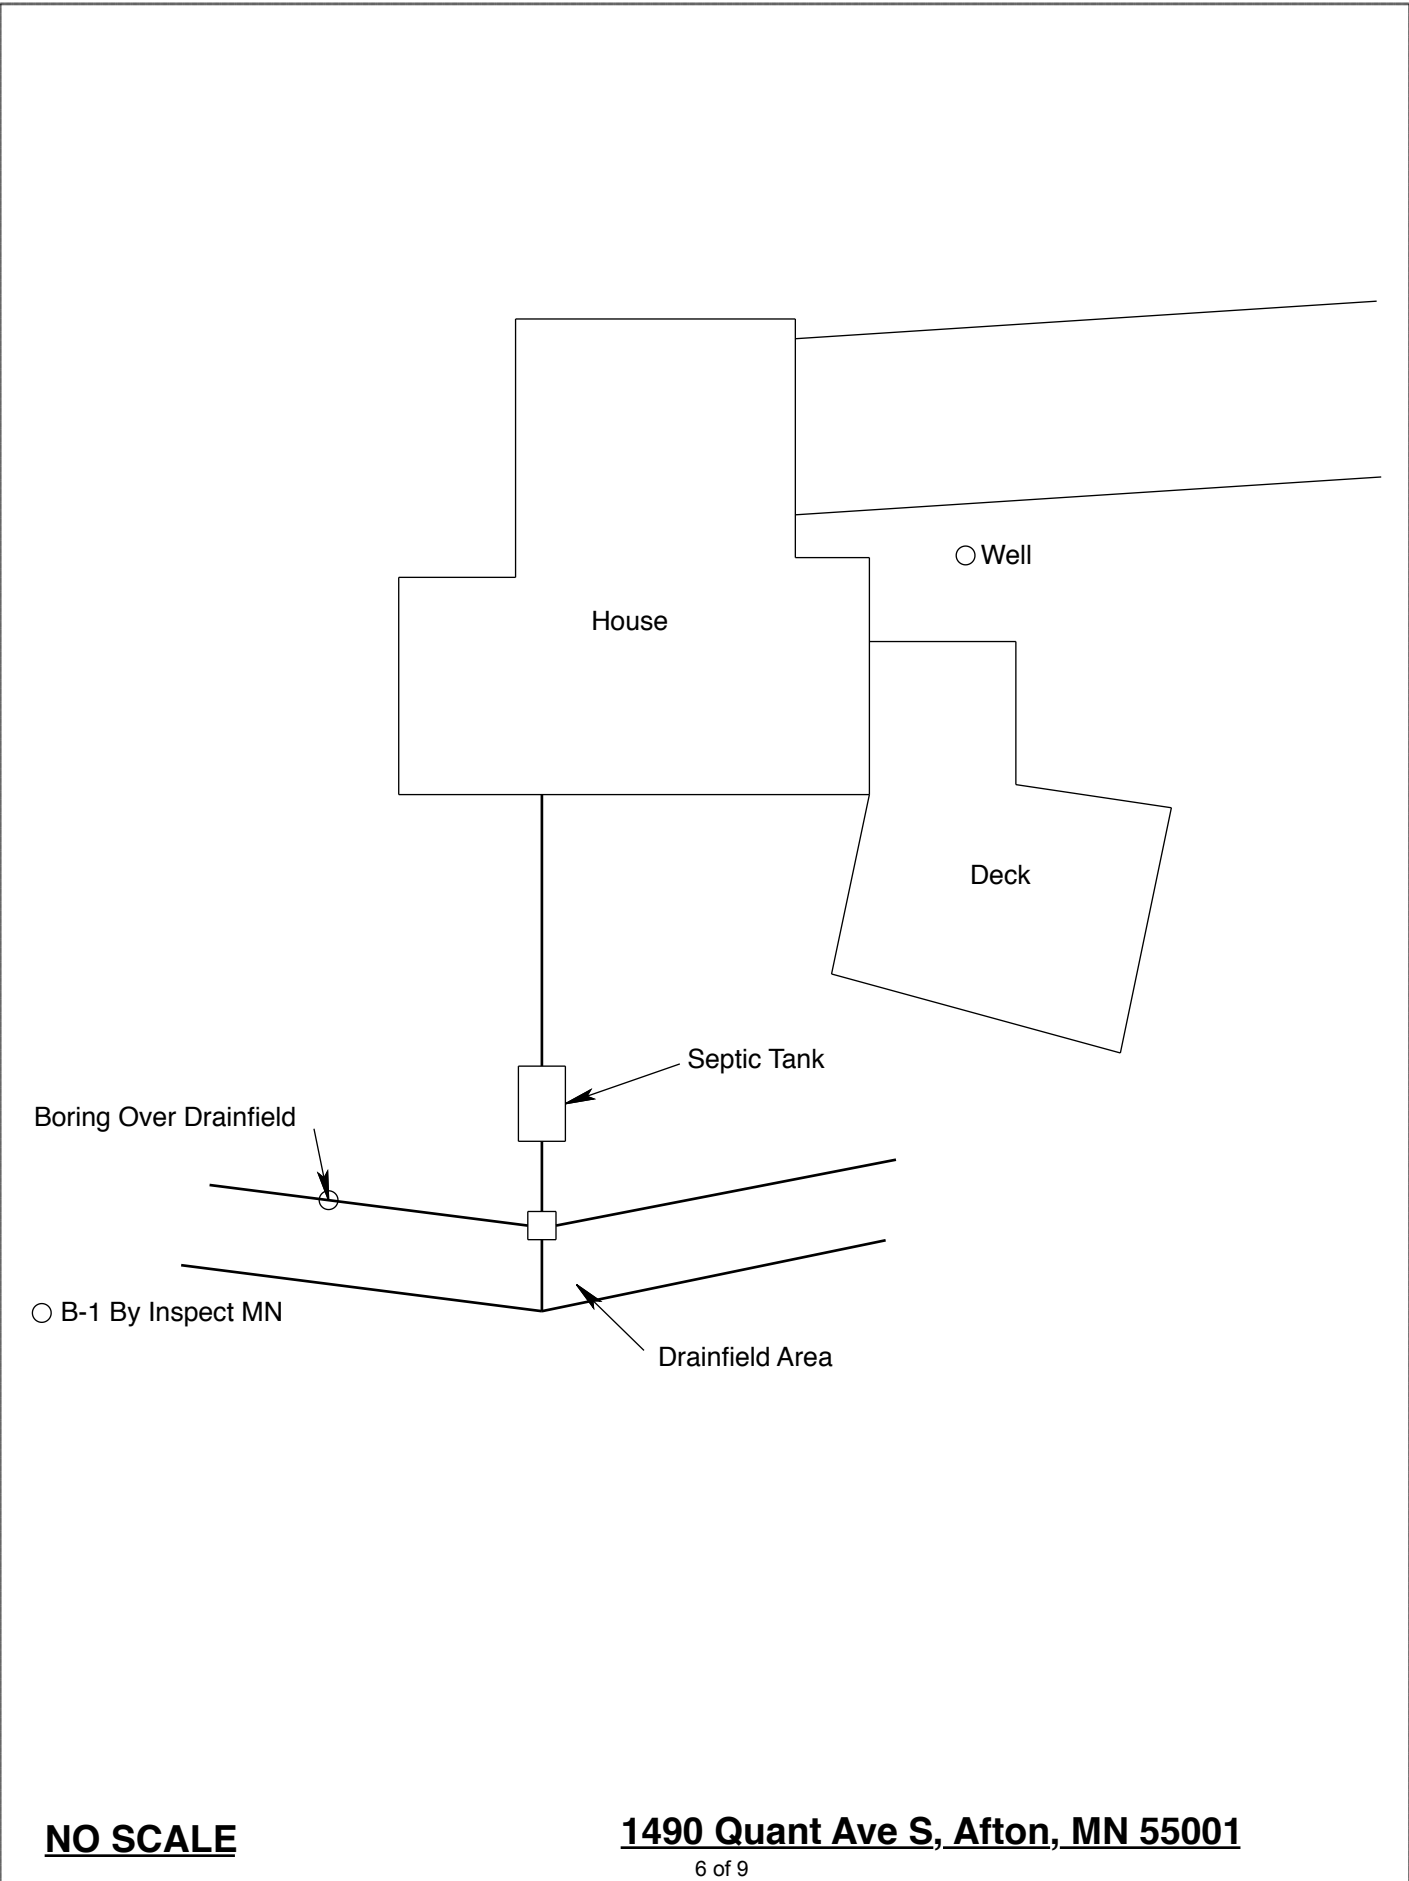 Well
House
Deck
Septic Tank
Boring Over Drainfield
B-1 By Inspect MN
Drainfield Area
NO SCALE
1490 Quant Ave S, Afton, MN 55001
6 of 9